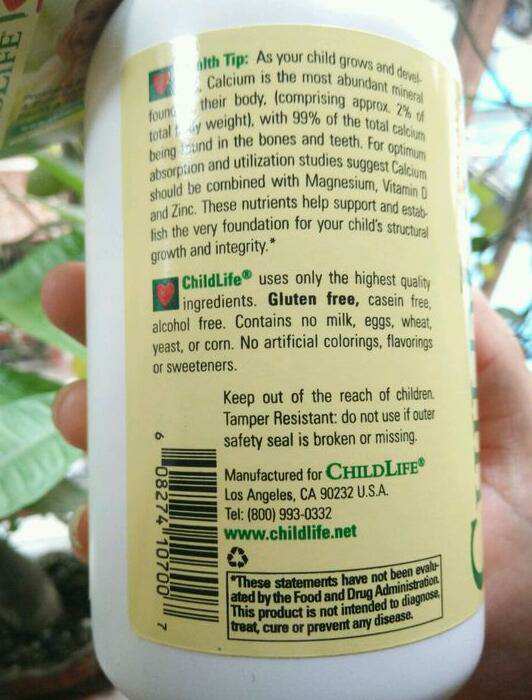 LIFE
Health Tip: As your child grows and devel-
Calcium is the most abundant mineral
found their body, (comprising approx. 2% of
total weight), with 99% of the total calcium
being found in the bones and teeth. For optimum
absorption and utilization studies suggest Calcium
should be combined with Magnesium, Vitamin D
and Zinc. These nutrients help support and estab-
lish the very foundation for your child's structural
growth and integrity.*
ChildLife® uses only the highest quality
ingredients. Gluten free, casein free,
alcohol free. Contains no milk, eggs, wheat,
yeast, or corn. No artificial colorings, flavorings
or sweeteners.
Keep out of the reach of children.
Tamper Resistant: do not use if outer
safety seal is broken or missing.
Manufactured for CHILDLIFE®
Los Angeles, CA 90232 U.S.A.
Tel: (800) 993-0332
www.childlife.net
6 08274 10700 7
*These statements have not been evalu-
ated by the Food and Drug Administration.
This product is not intended to diagnose,
treat, cure or prevent any disease.